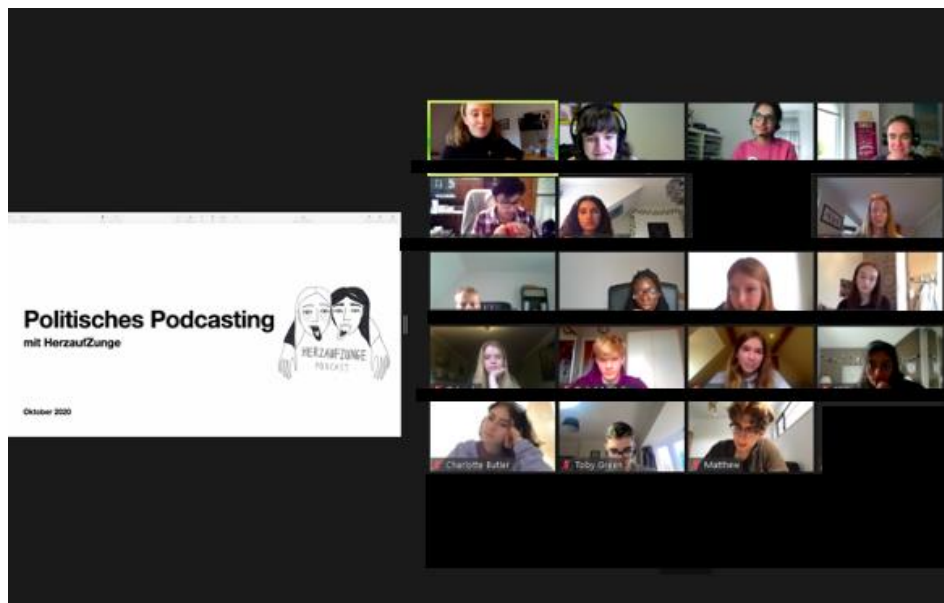 Politisches Podcasting
mit HerzaufZunge
HERZAUFZUNGE
PODCAST
Oktober 2020
Charlotte Butler
Toby Green
Matthew